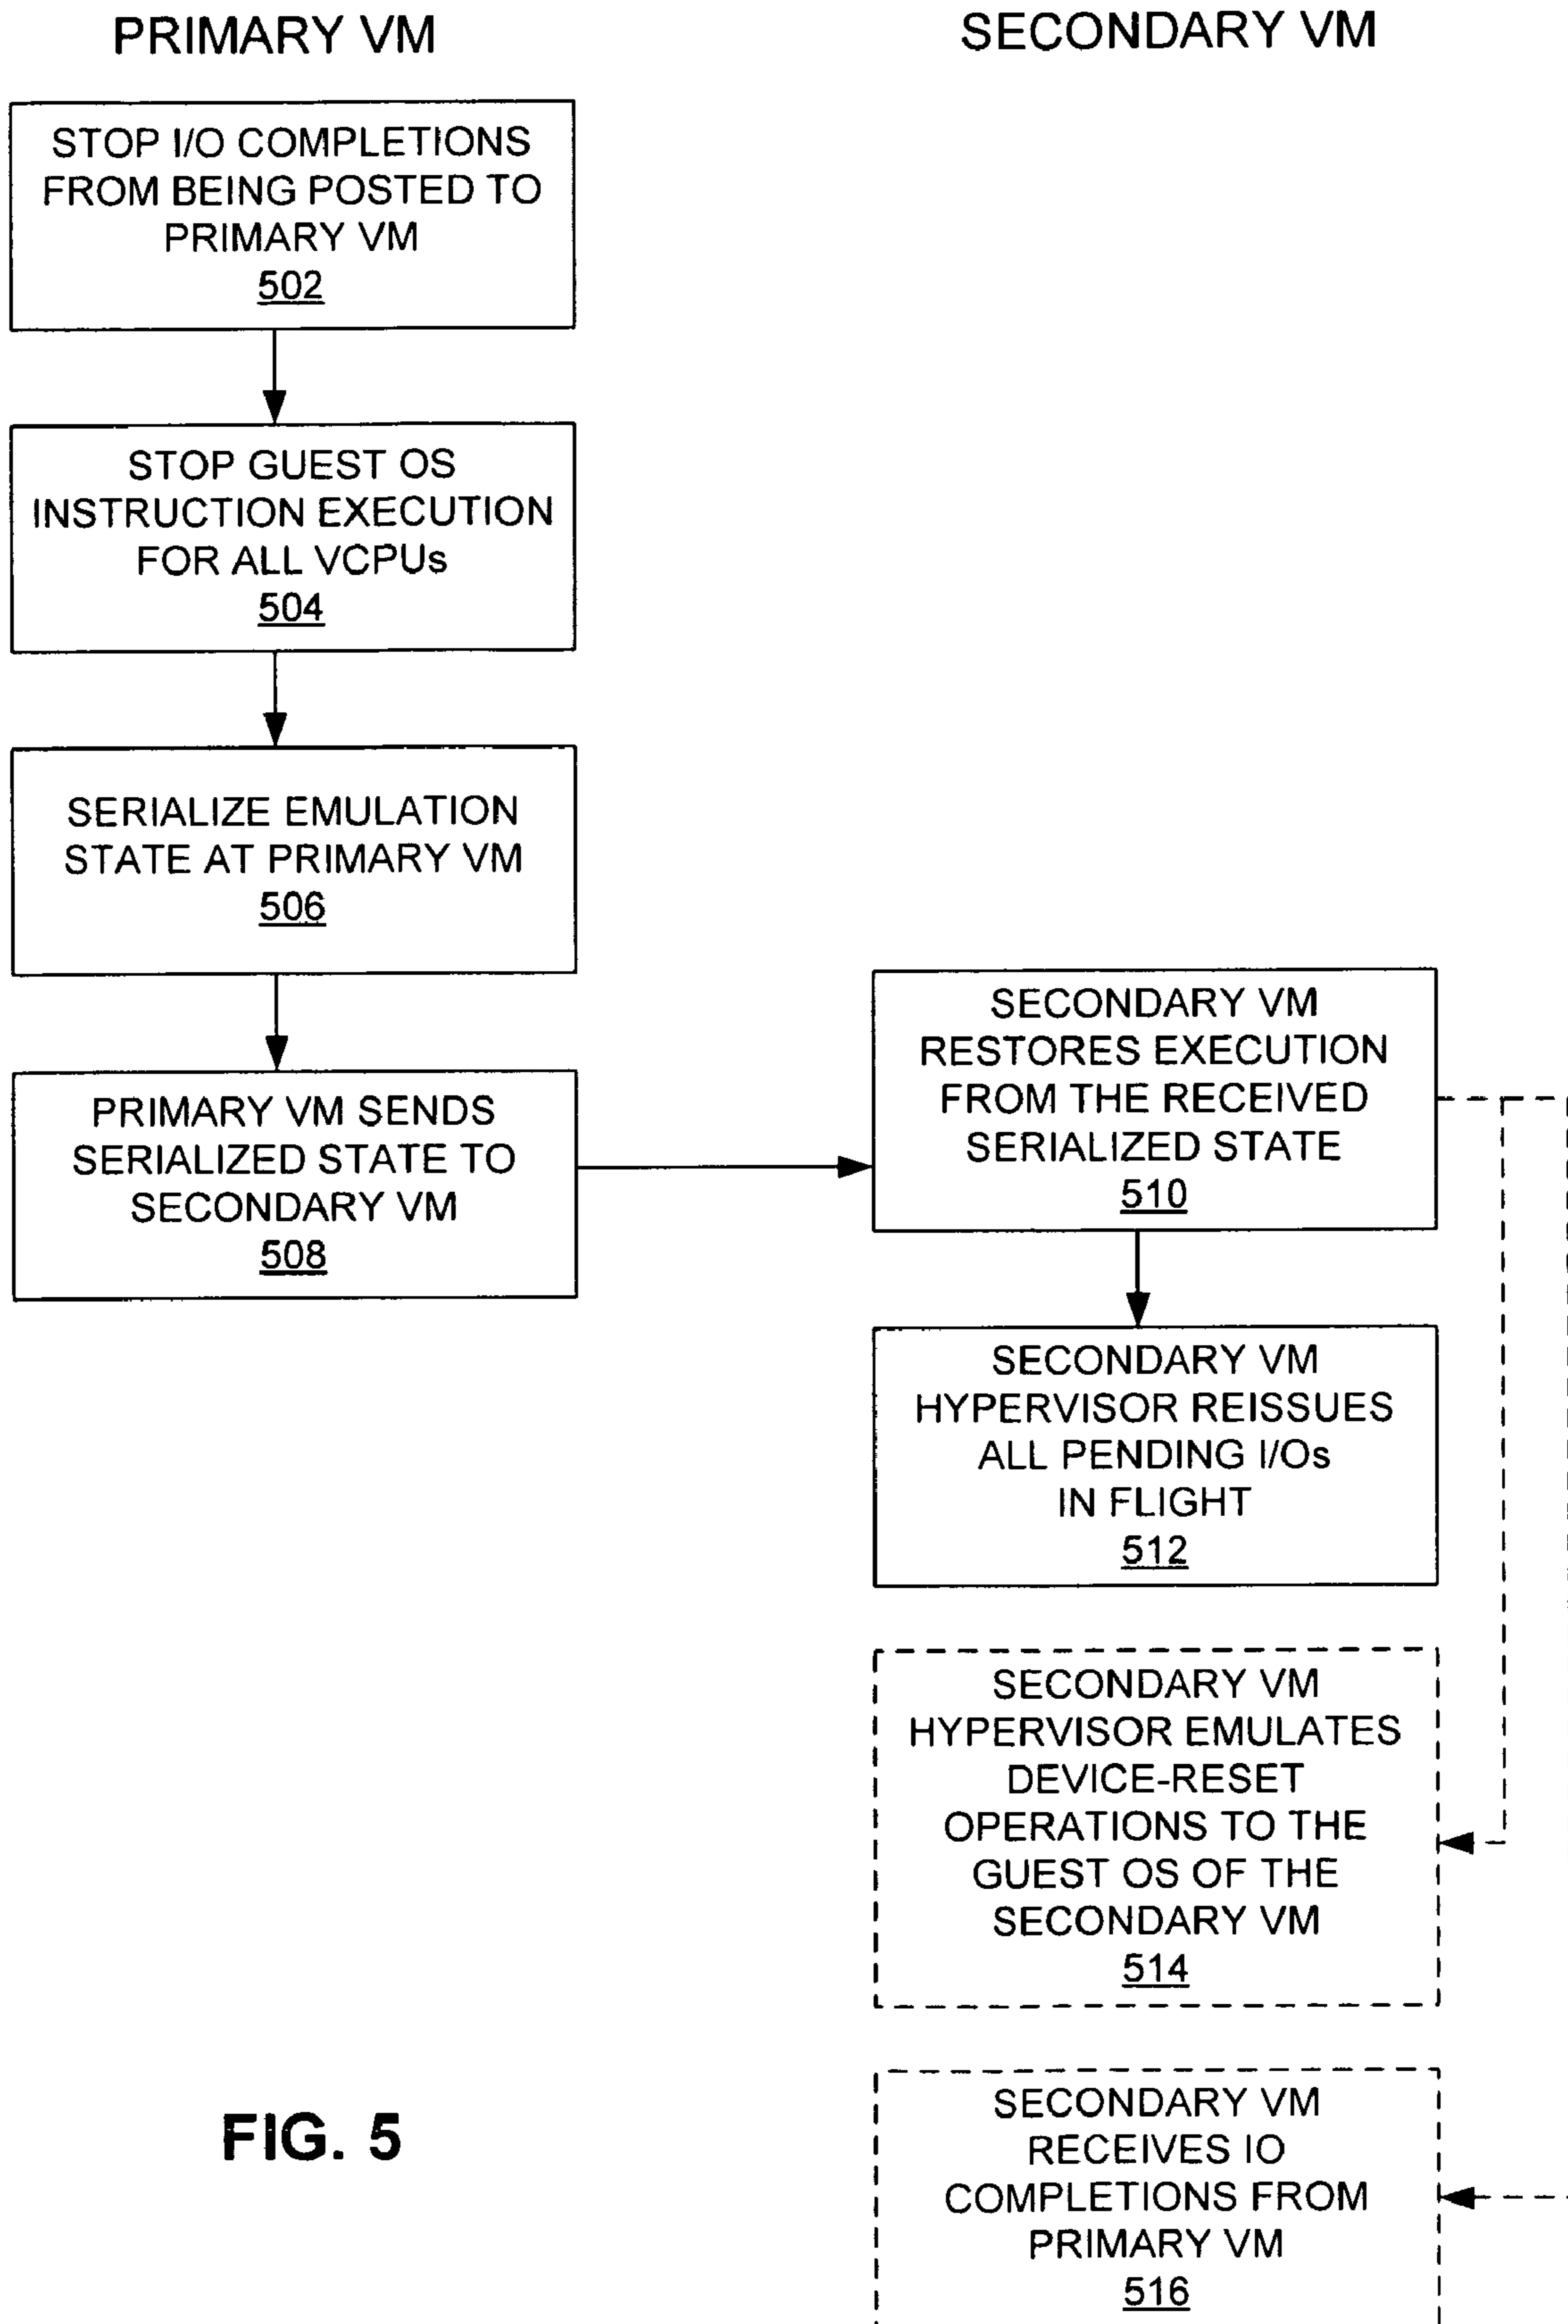 PRIMARY VM
SECONDARY VM
STOP I/O COMPLETIONS
FROM BEING POSTED TO
PRIMARY VM
502
STOP GUEST OS
INSTRUCTION EXECUTION
FOR ALL VCPUs
504
SERIALIZE EMULATION
STATE AT PRIMARY VM
506
PRIMARY VM SENDS
SERIALIZED STATE TO
SECONDARY VM
508
SECONDARY VM
RESTORES EXECUTION
FROM THE RECEIVED
SERIALIZED STATE
510
SECONDARY VM
HYPERVISOR REISSUES
ALL PENDING I/Os
IN FLIGHT
512
SECONDARY VM
HYPERVISOR EMULATES
DEVICE-RESET
OPERATIONS TO THE
GUEST OS OF THE
SECONDARY VM
514
SECONDARY VM
RECEIVES IO
COMPLETIONS FROM
PRIMARY VM
516
FIG. 5